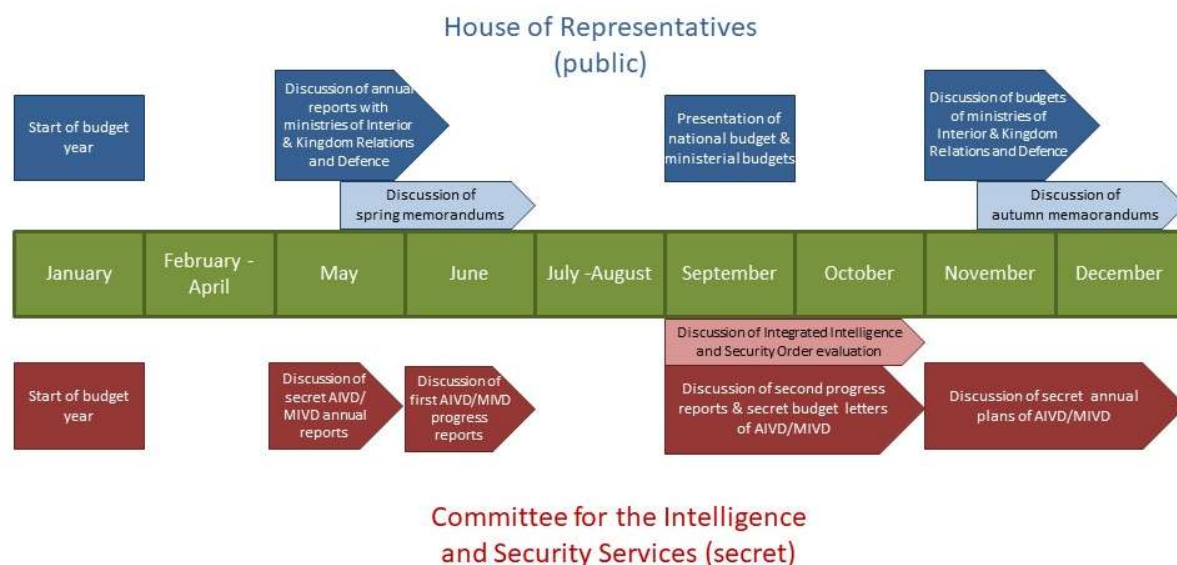 House of Representatives
(public)
Start of budget
year
Discussion of annual
reports with
ministries of Interior
& Kingdom Relations
and Defence
Presentation of
national budget &
ministerial budgets
Discussion of budgets
of ministries of
Interior & Kingdom
Relations and Defence
Discussion of
spring memorandums
Discussion of
autumn memaorandums
January
February -
April
May
June
July -August
September
October
November
December
Discussion of Integrated Intelligence
and Security Order evaluation
Start of budget
year
Discussion of
secret AIVD/
MIVD annual
reports
Discussion of
first AIVD/MIVD
progress
reports
Discussion of second progress
reports & secret budget letters
of AIVD/MIVD
Discussion of secret annual
plans of AIVD/MIVD
Committee for the Intelligence
and Security Services (secret)